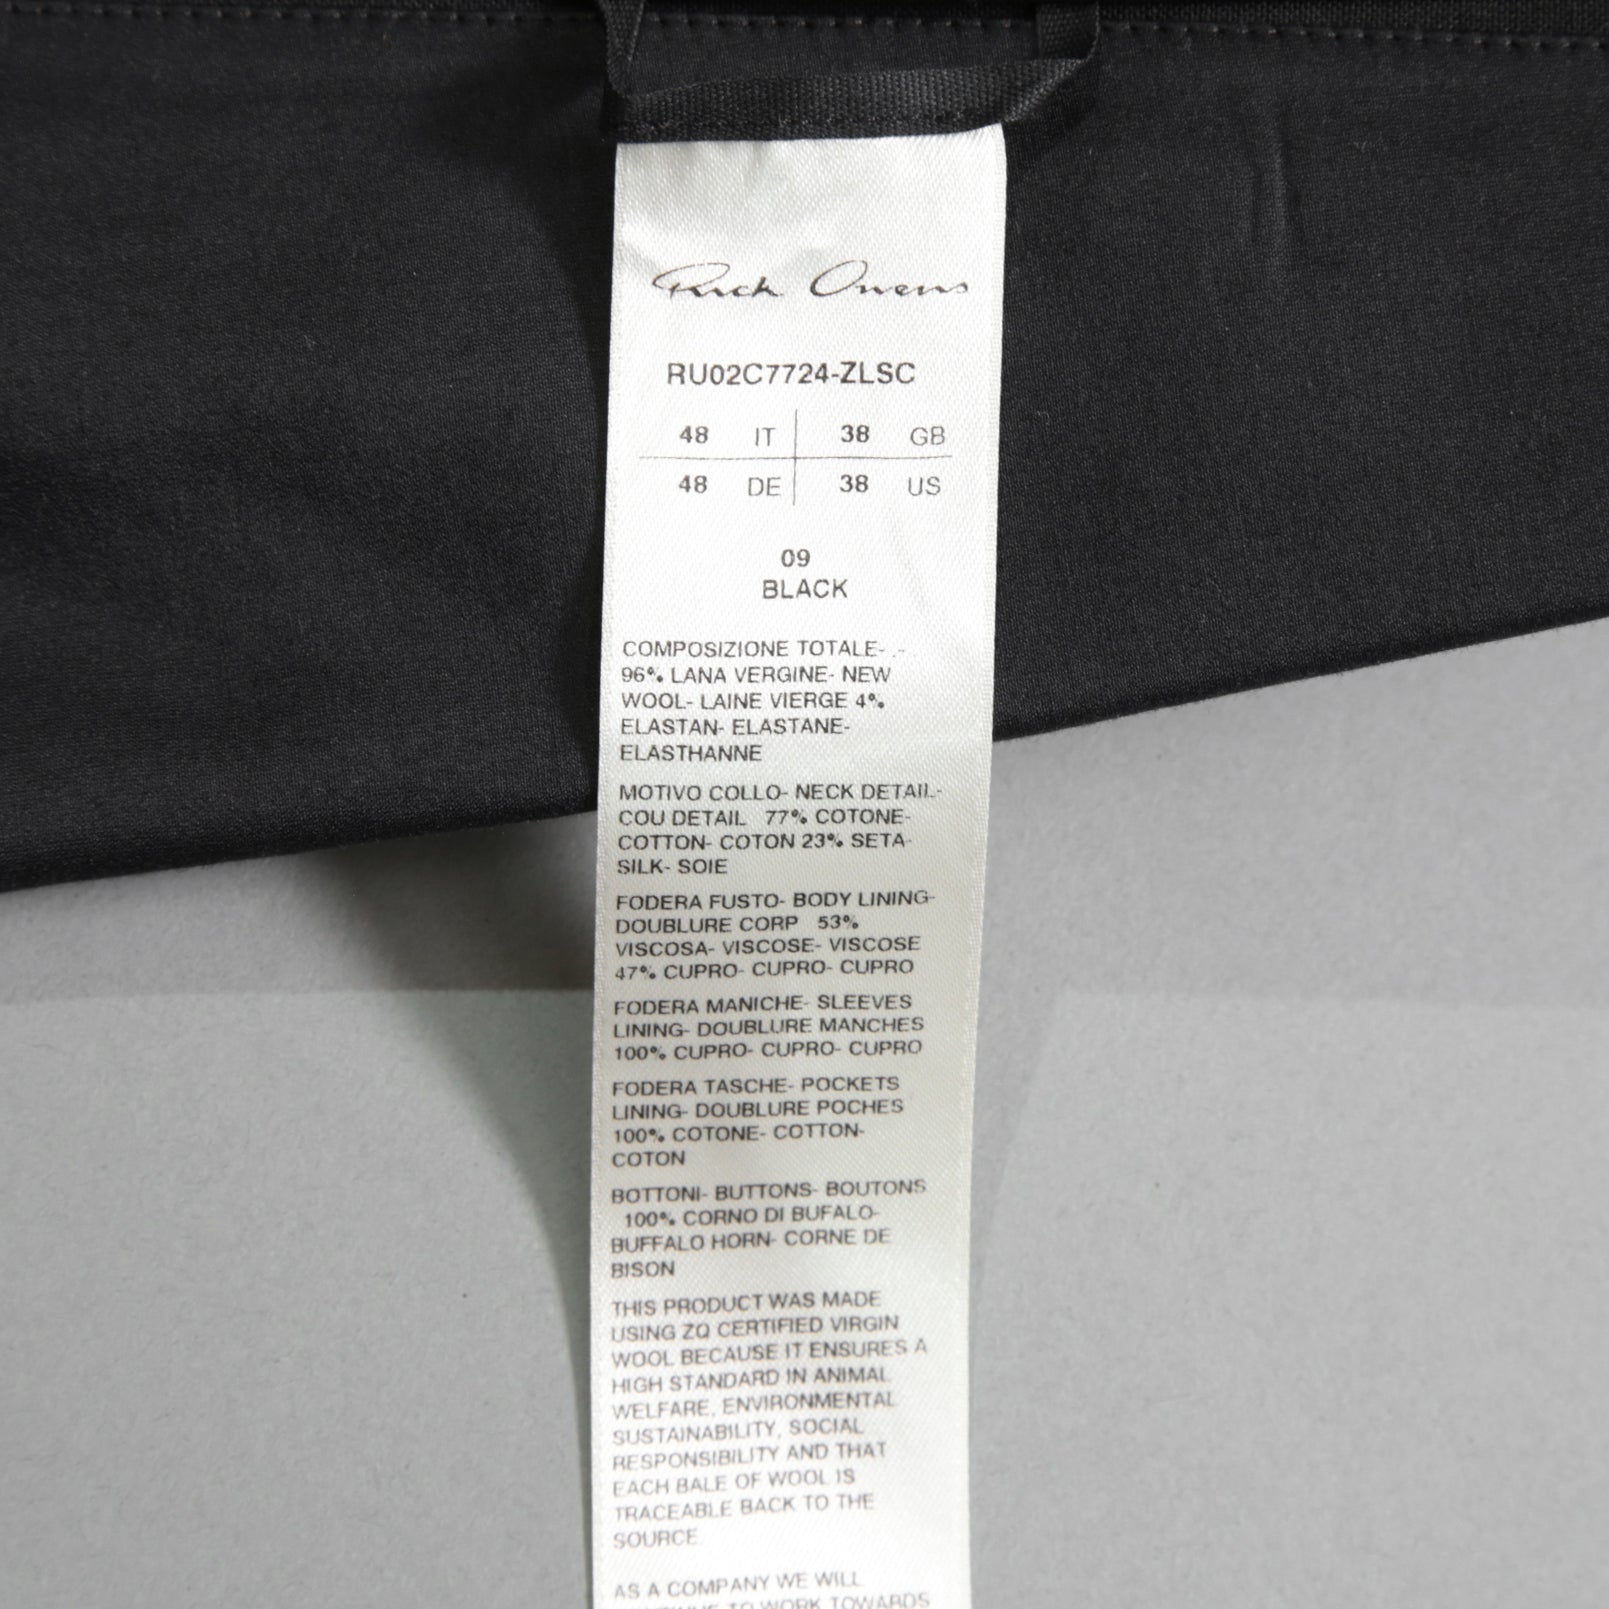 Rick Owens
RU02C7724-ZLSC
48 IT 38 GB
48 DE 38 US
09
BLACK
COMPOSIZIONE TOTALE- .-
96% LANA VERGINE- NEW
WOOL- LAINE VIERGE 4%
ELASTAN- ELASTANE-
ELASTHANNE
MOTIVO COLLO- NECK DETAIL-
COU DETAIL 77% COTONE-
COTTON- COTON 23% SETA-
SILK- SOIE
FODERA FUSTO- BODY LINING-
DOUBLURE CORP 53%
VISCOSA- VISCOSE- VISCOSE
47% CUPRO- CUPRO- CUPRO
FODERA MANICHE- SLEEVES
LINING- DOUBLURE MANCHES
100% CUPRO- CUPRO- CUPRO
FODERA TASCHE- POCKETS
LINING- DOUBLURE POCHES
100% COTONE- COTTON-
COTON
BOTTONI- BUTTONS- BOUTONS
100% CORNO DI BUFALO-
BUFFALO HORN- CORNE DE
BISON
THIS PRODUCT WAS MADE
USING ZQ CERTIFIED VIRGIN
WOOL BECAUSE IT ENSURES A
HIGH STANDARD IN ANIMAL
WELFARE, ENVIRONMENTAL
SUSTAINABILITY, SOCIAL
RESPONSIBILITY AND THAT
EACH BALE OF WOOL IS
TRACEABLE BACK TO THE
SOURCE
AS A COMPANY WE WILL
TO WORK TOWARDS